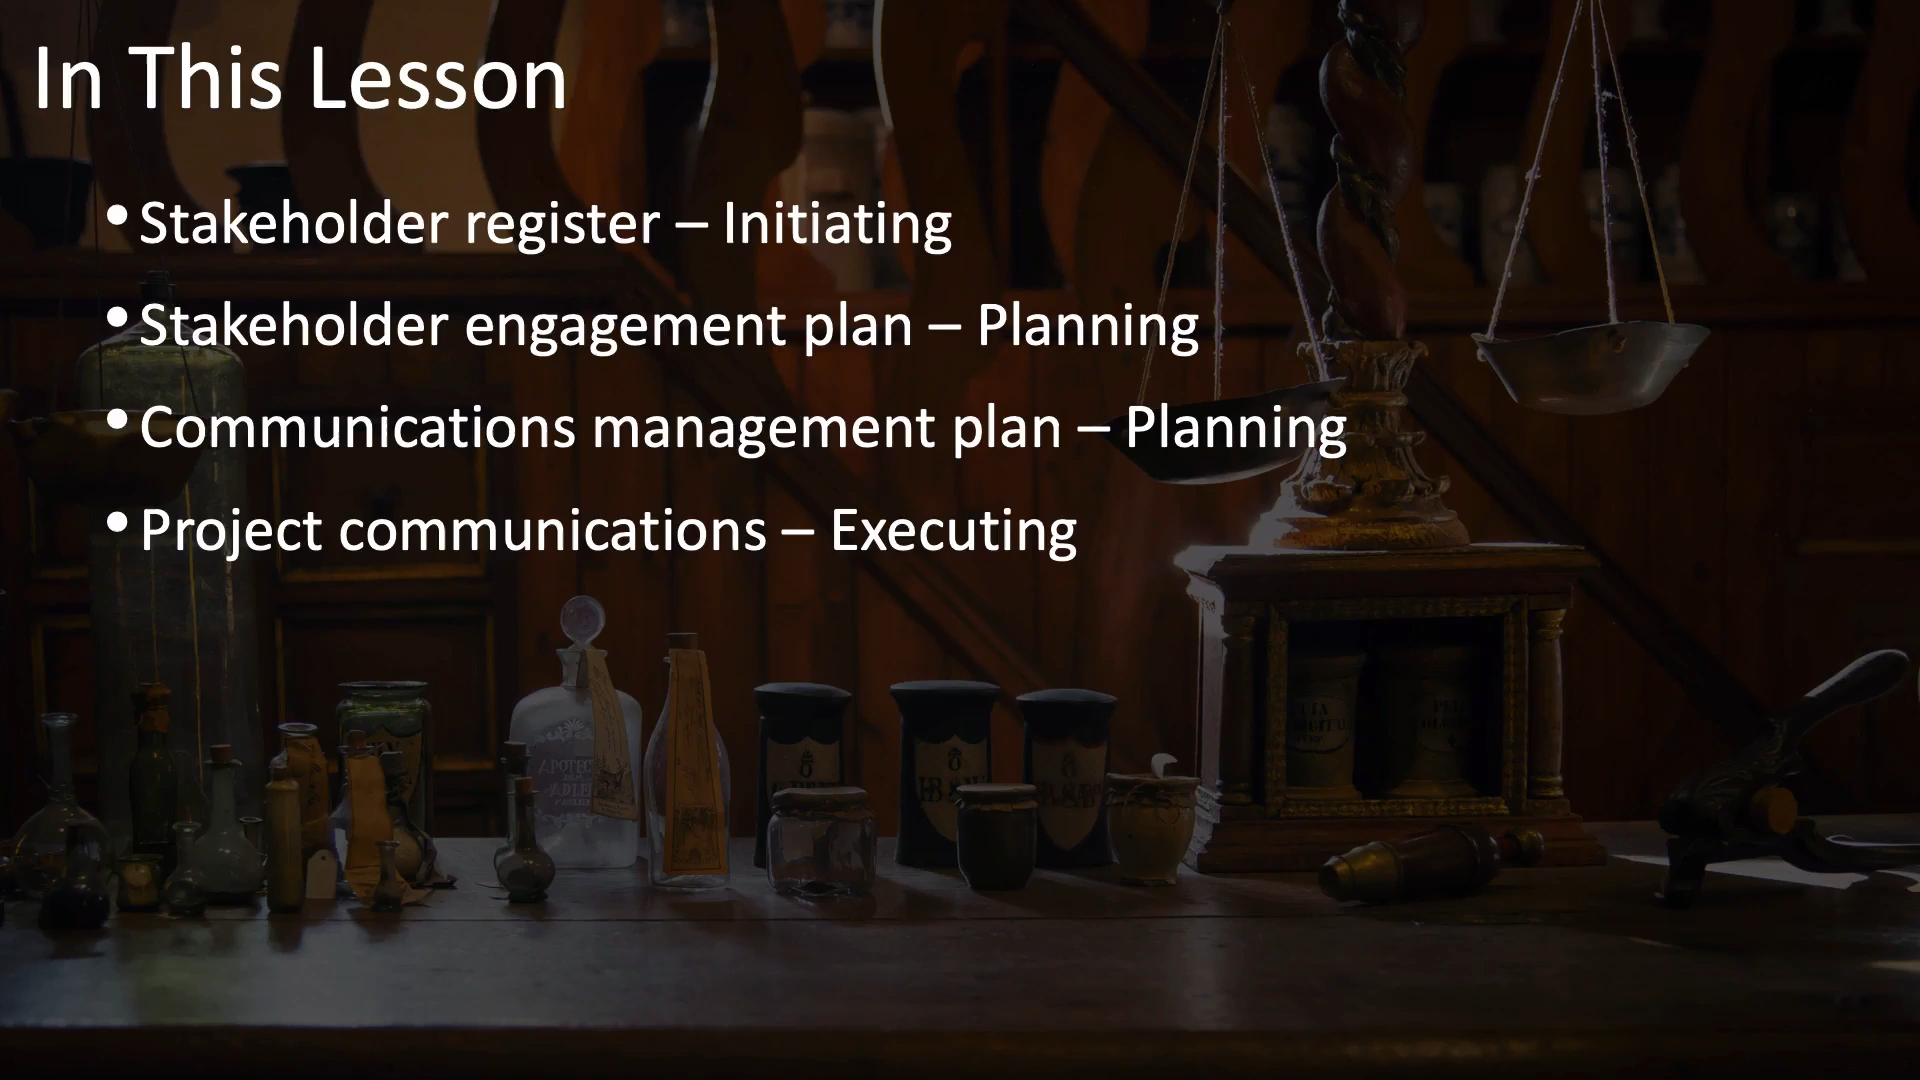 In This Lesson
• Stakeholder register – Initiating
• Stakeholder engagement plan – Planning
• Communications management plan – Planning
• Project communications – Executing